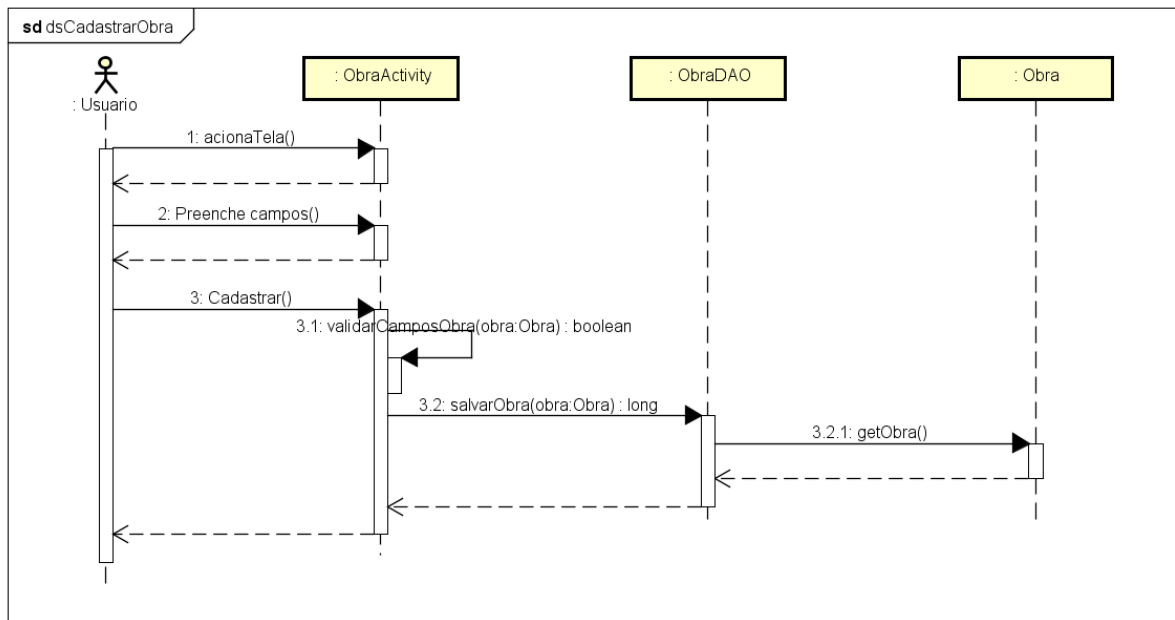 sd dsCadastrarObra
: Usuario
: ObraActivity
: ObraDAO
: Obra
1: acionaTela()
2: Preenche campos()
3: Cadastrar()
3.1: validarCamposObra(obra:Obra) : boolean
3.2: salvarObra(obra:Obra) : long
3.2.1: getObra()